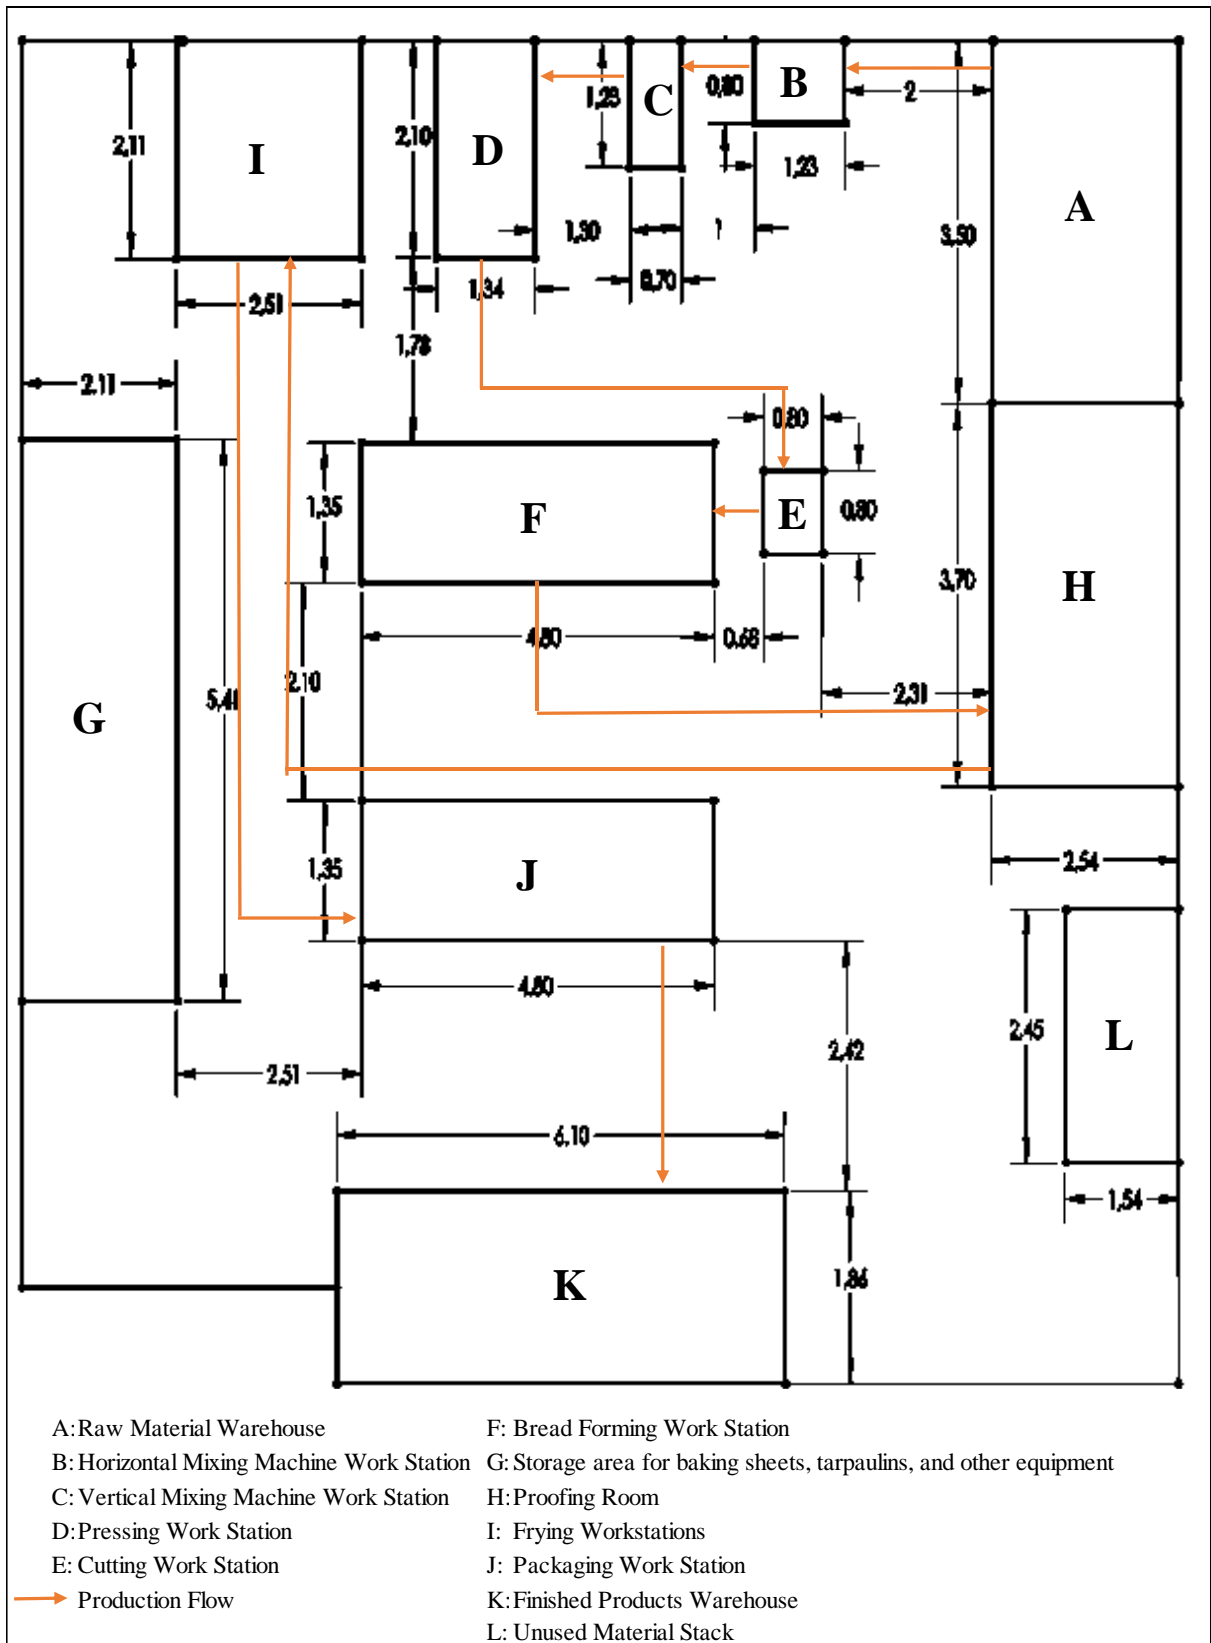 2,11
I
2,10
D
1,23
C
0,80
B
2
A
1,23
3,50
1,30
1
0,70
2,51
1,34
1,78
2,11
0,80
1,35
F
E
0,80
3,70
H
4,80
0,68
2,10
5,41
2,31
G
1,35
J
2,54
4,80
2,42
2,45
L
2,51
6,10
1,54
K
1,86
A: Raw Material Warehouse
B: Horizontal Mixing Machine Work Station
C: Vertical Mixing Machine Work Station
D: Pressing Work Station
E: Cutting Work Station
Production Flow
F: Bread Forming Work Station
G: Storage area for baking sheets, tarpaulins, and other equipment
H: Proofing Room
I: Frying Workstations
J: Packaging Work Station
K: Finished Products Warehouse
L: Unused Material Stack